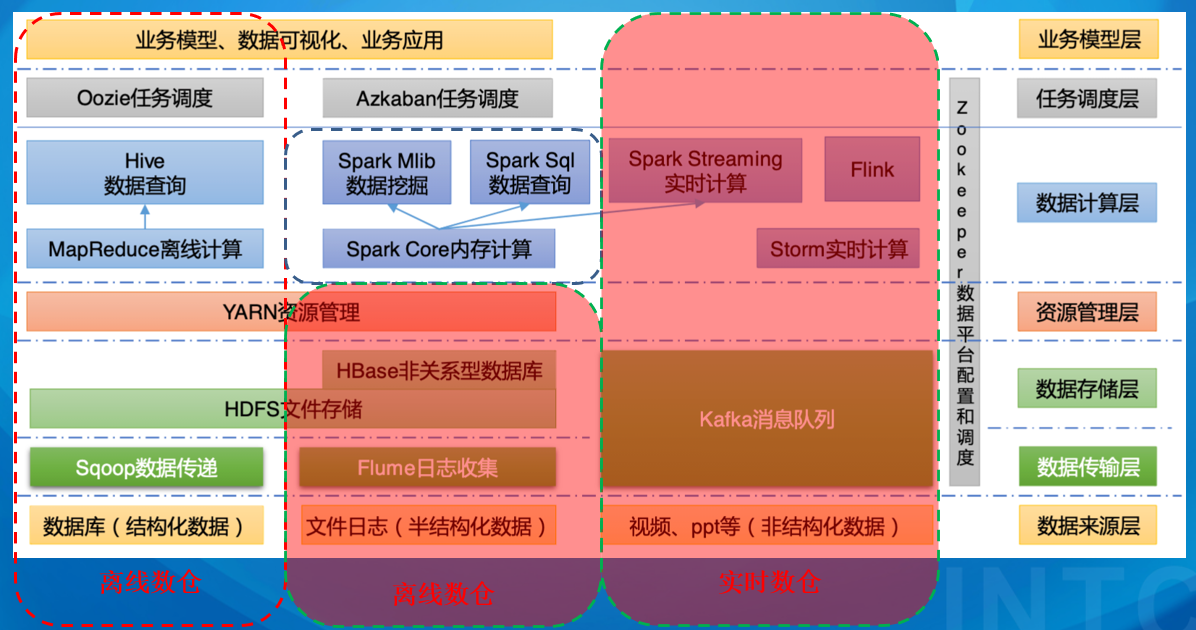 业务模型、数据可视化、业务应用
业务模型层
Oozie任务调度
Azkaban任务调度
任务调度层
Hive
数据查询
Spark Mlib
数据挖掘
Spark Sql
数据查询
Spark Streaming
实时计算
Flink
数据计算层
MapReduce离线计算
Spark Core内存计算
Storm实时计算
Zookeeper数据平台配置和调度
YARN资源管理
资源管理层
HBase非关系型数据库
HDFS文件存储
Kafka消息队列
数据存储层
Sqoop数据传递
Flume日志收集
数据传输层
数据库（结构化数据）
文件日志（半结构化数据）
视频、ppt等（非结构化数据）
数据来源层
离线数仓
离线数仓
实时数仓
INTC